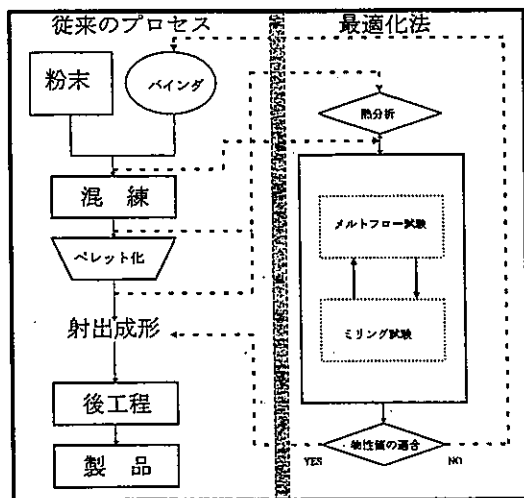 従来のプロセス
最適化法
粉末
バインダ
熱分析
混 練
メルトフロー試験
ペレット化
ミリング試験
射出成形
後工程
物性値の適合
YES
NO
製 品